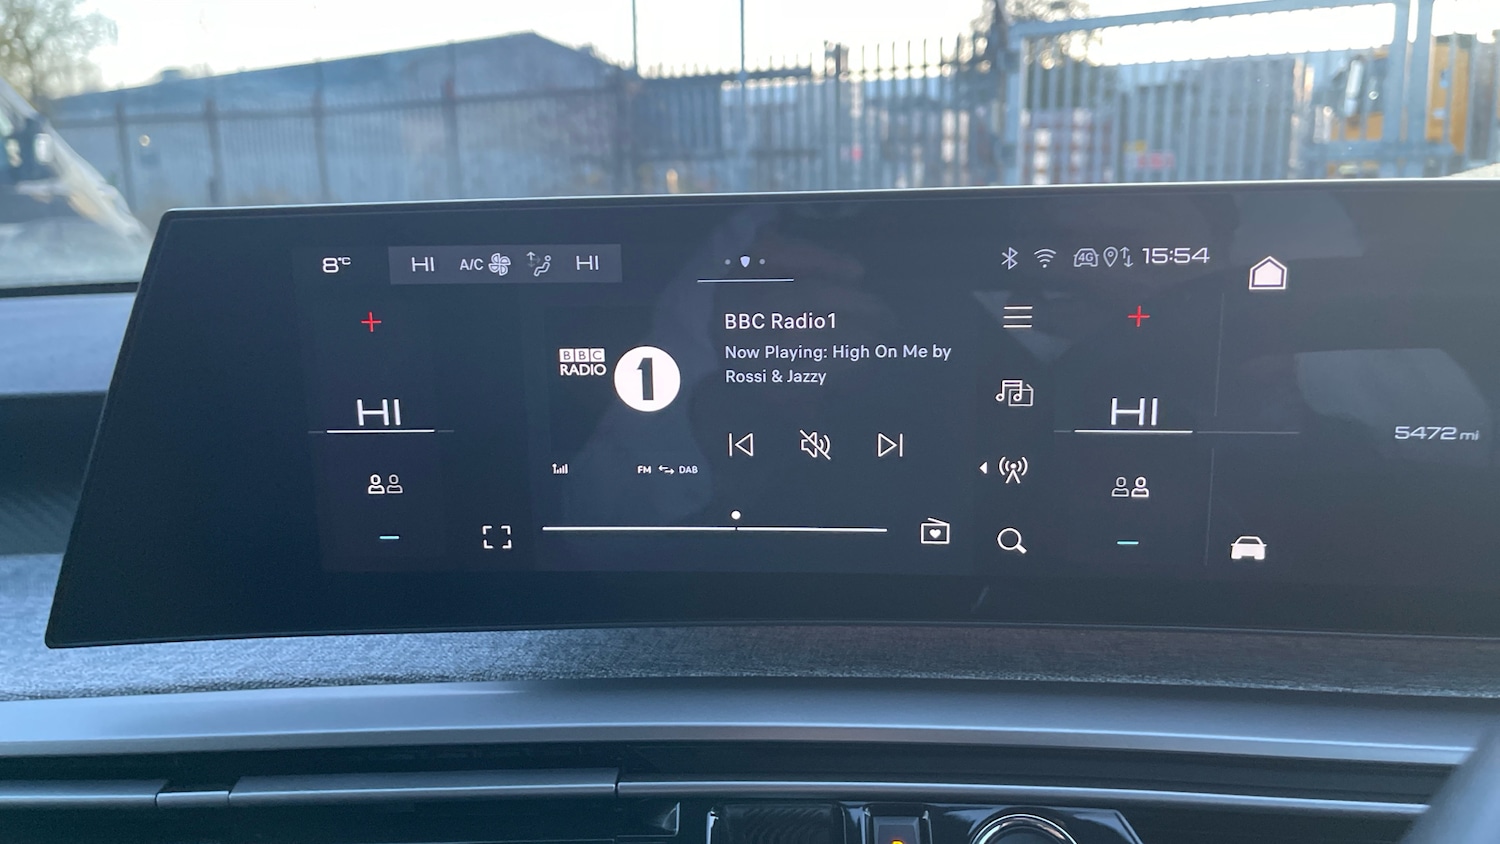 8°C
HI
A/C
HI
4G
15:54
BBC Radio1
Now Playing: High On Me by
Rossi & Jazzy
BBC
RADIO
1
HI
HI
5472 mi
FM
DAB